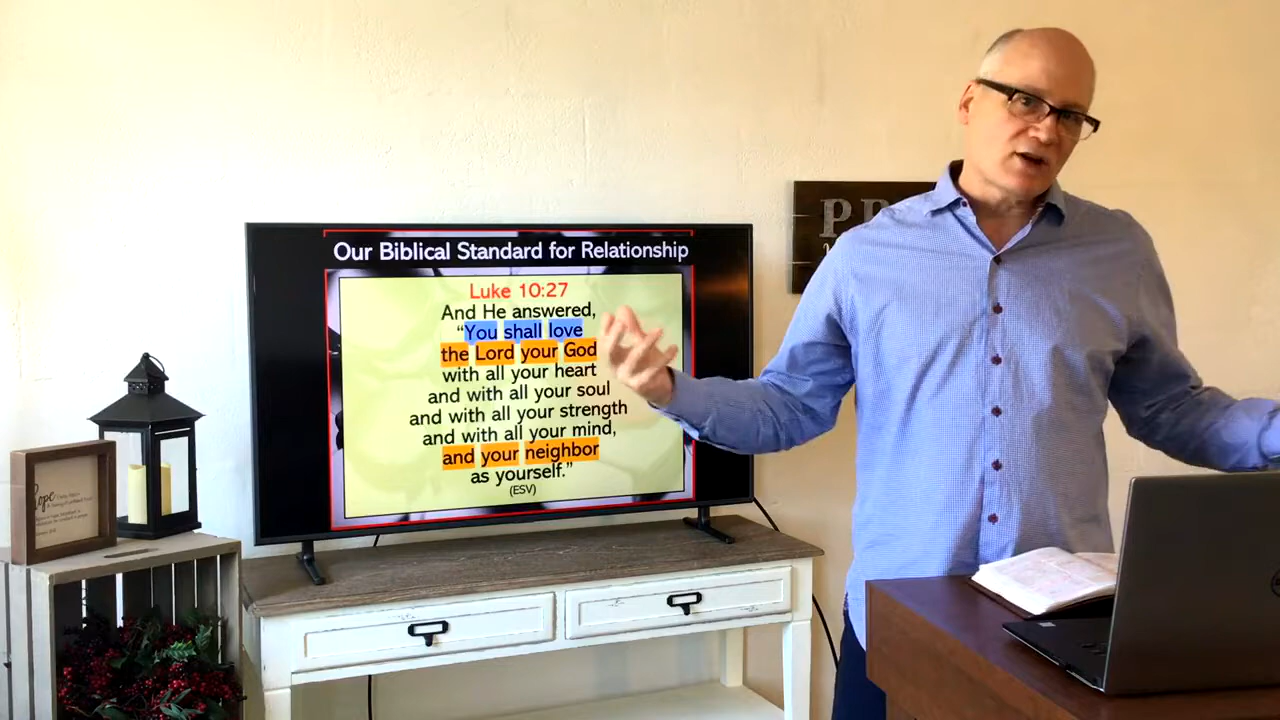 Our Biblical Standard for Relationship
Luke 10:27
And He answered,
“You shall love
the Lord your God
with all your heart
and with all your soul
and with all your strength
and with all your mind,
and your neighbor
as yourself.”
(ESV)
hope